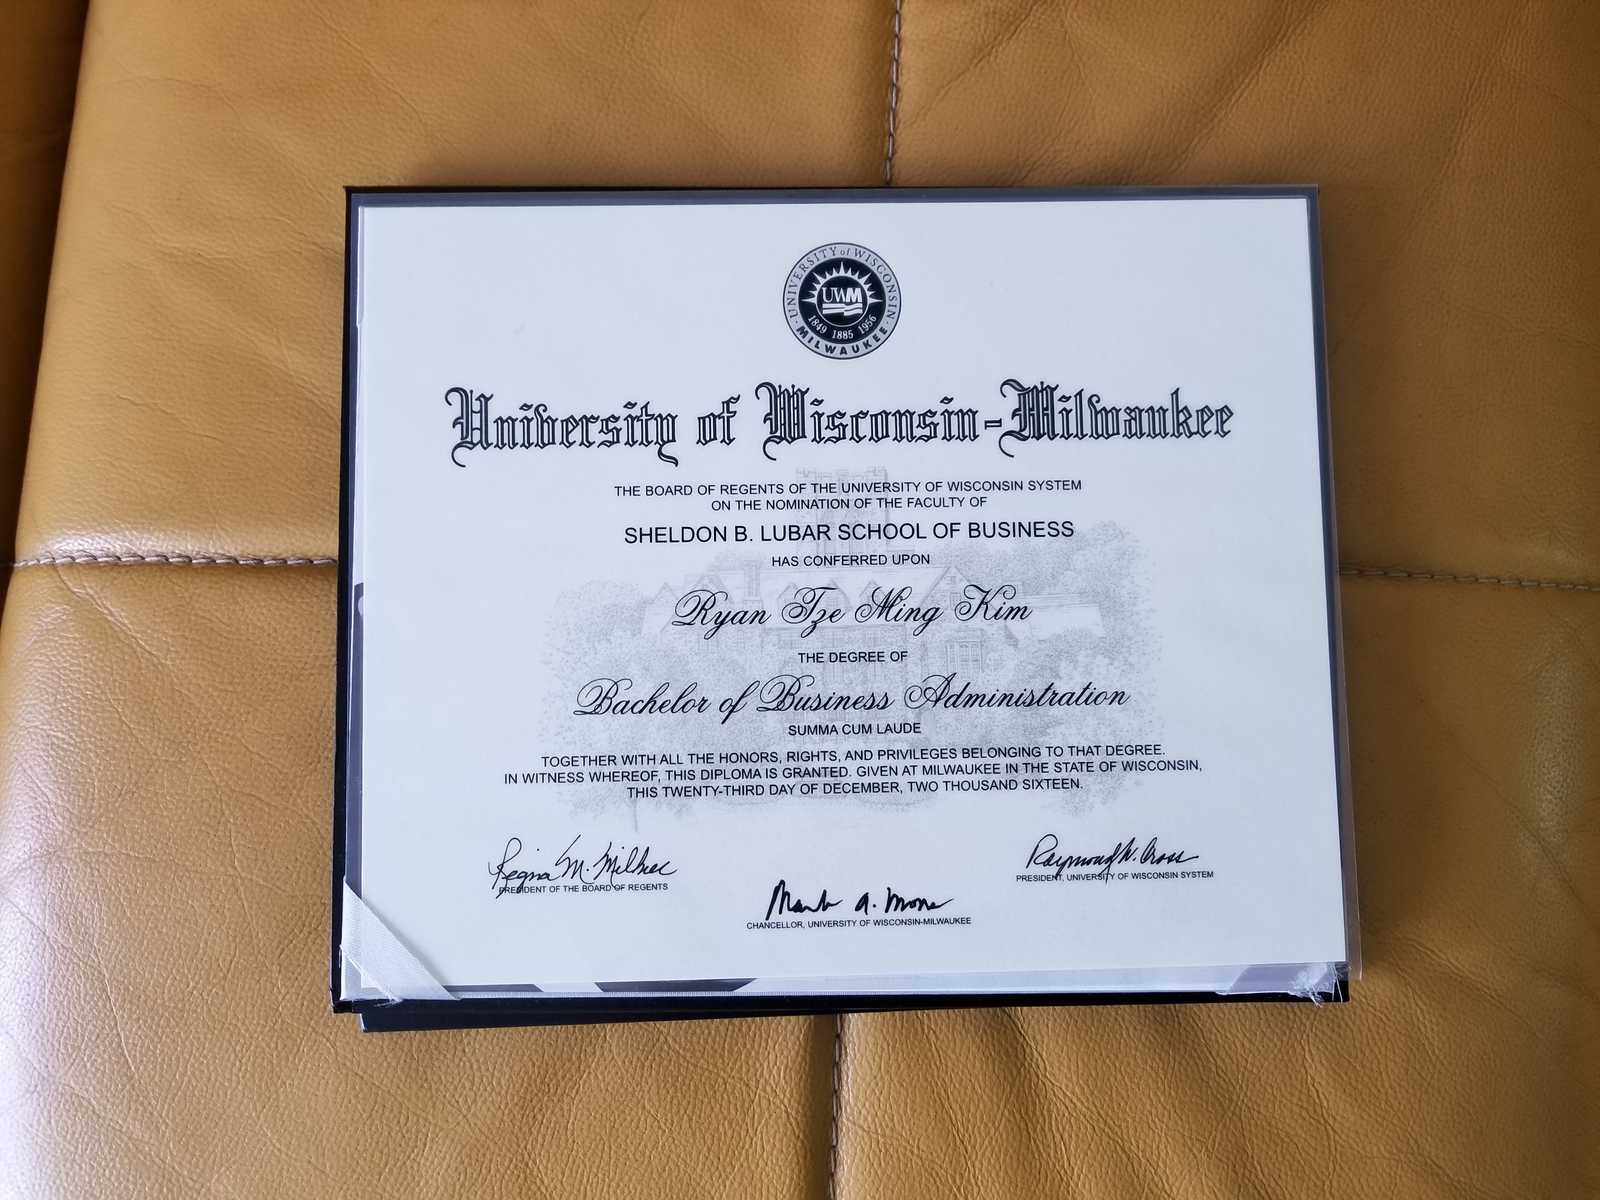 UNIVERSITY of WISCONSIN
UWM
1849 1885 1956
MILWAUKEE
University of Wisconsin-Milwaukee
THE BOARD OF REGENTS OF THE UNIVERSITY OF WISCONSIN SYSTEM
ON THE NOMINATION OF THE FACULTY OF
SHELDON B. LUBAR SCHOOL OF BUSINESS
HAS CONFERRED UPON
Ryan Tze Ming Kim
THE DEGREE OF
Bachelor of Business Administration
SUMMA CUM LAUDE
TOGETHER WITH ALL THE HONORS, RIGHTS, AND PRIVILEGES BELONGING TO THAT DEGREE.
IN WITNESS WHEREOF, THIS DIPLOMA IS GRANTED. GIVEN AT MILWAUKEE IN THE STATE OF WISCONSIN,
THIS TWENTY-THIRD DAY OF DECEMBER, TWO THOUSAND SIXTEEN.
Regina M. Millner
PRESIDENT OF THE BOARD OF REGENTS
Raymond W. Cross
PRESIDENT, UNIVERSITY OF WISCONSIN SYSTEM
Mark A. Mone
CHANCELLOR, UNIVERSITY OF WISCONSIN-MILWAUKEE